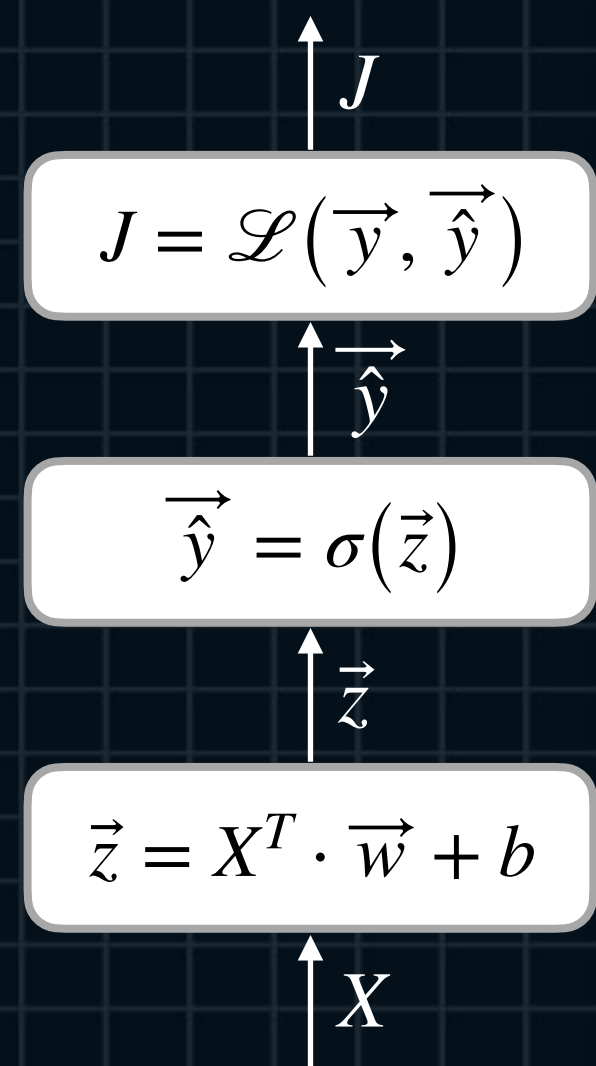 J
J = ℒ(y⃗, ŷ⃗)
ŷ⃗
ŷ⃗ = σ(z⃗)
z⃗
z⃗ = Xᵀ · w⃗ + b
X